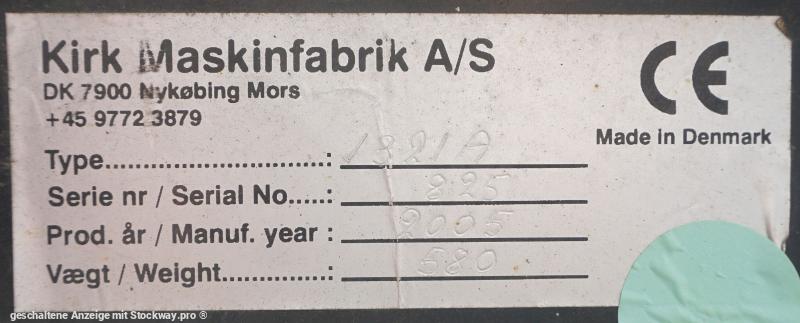 Kirk Maskinfabrik A/S
DK 7900 Nykøbing Mors
+45 9772 3879
CE
Made in Denmark
Type............................: 1321A
Serie nr / Serial No.....: 825
Prod. år / Manuf. year : 2005
Vægt / Weight..............: 580
geschaltene Anzeige mit Stockway.pro ®